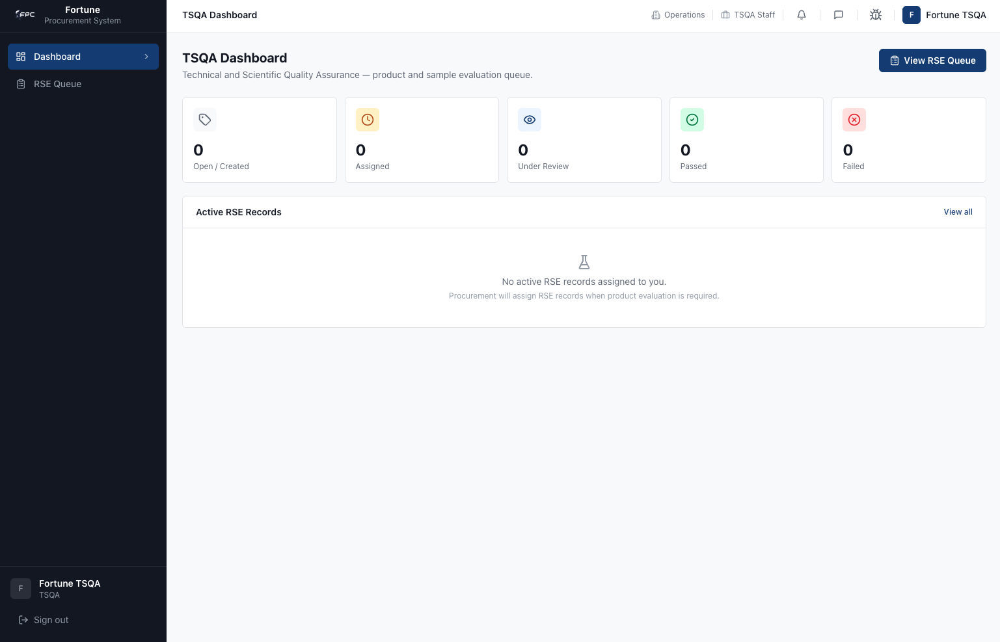 FPC
Fortune
Procurement System
Dashboard
RSE Queue
Fortune TSQA
F
TSQA
Sign out
TSQA Dashboard
Operations
TSQA Staff
F
Fortune TSQA
TSQA Dashboard
Technical and Scientific Quality Assurance — product and sample evaluation queue.
View RSE Queue
0
Open / Created
0
Assigned
0
Under Review
0
Passed
0
Failed
Active RSE Records
View all
No active RSE records assigned to you.
Procurement will assign RSE records when product evaluation is required.